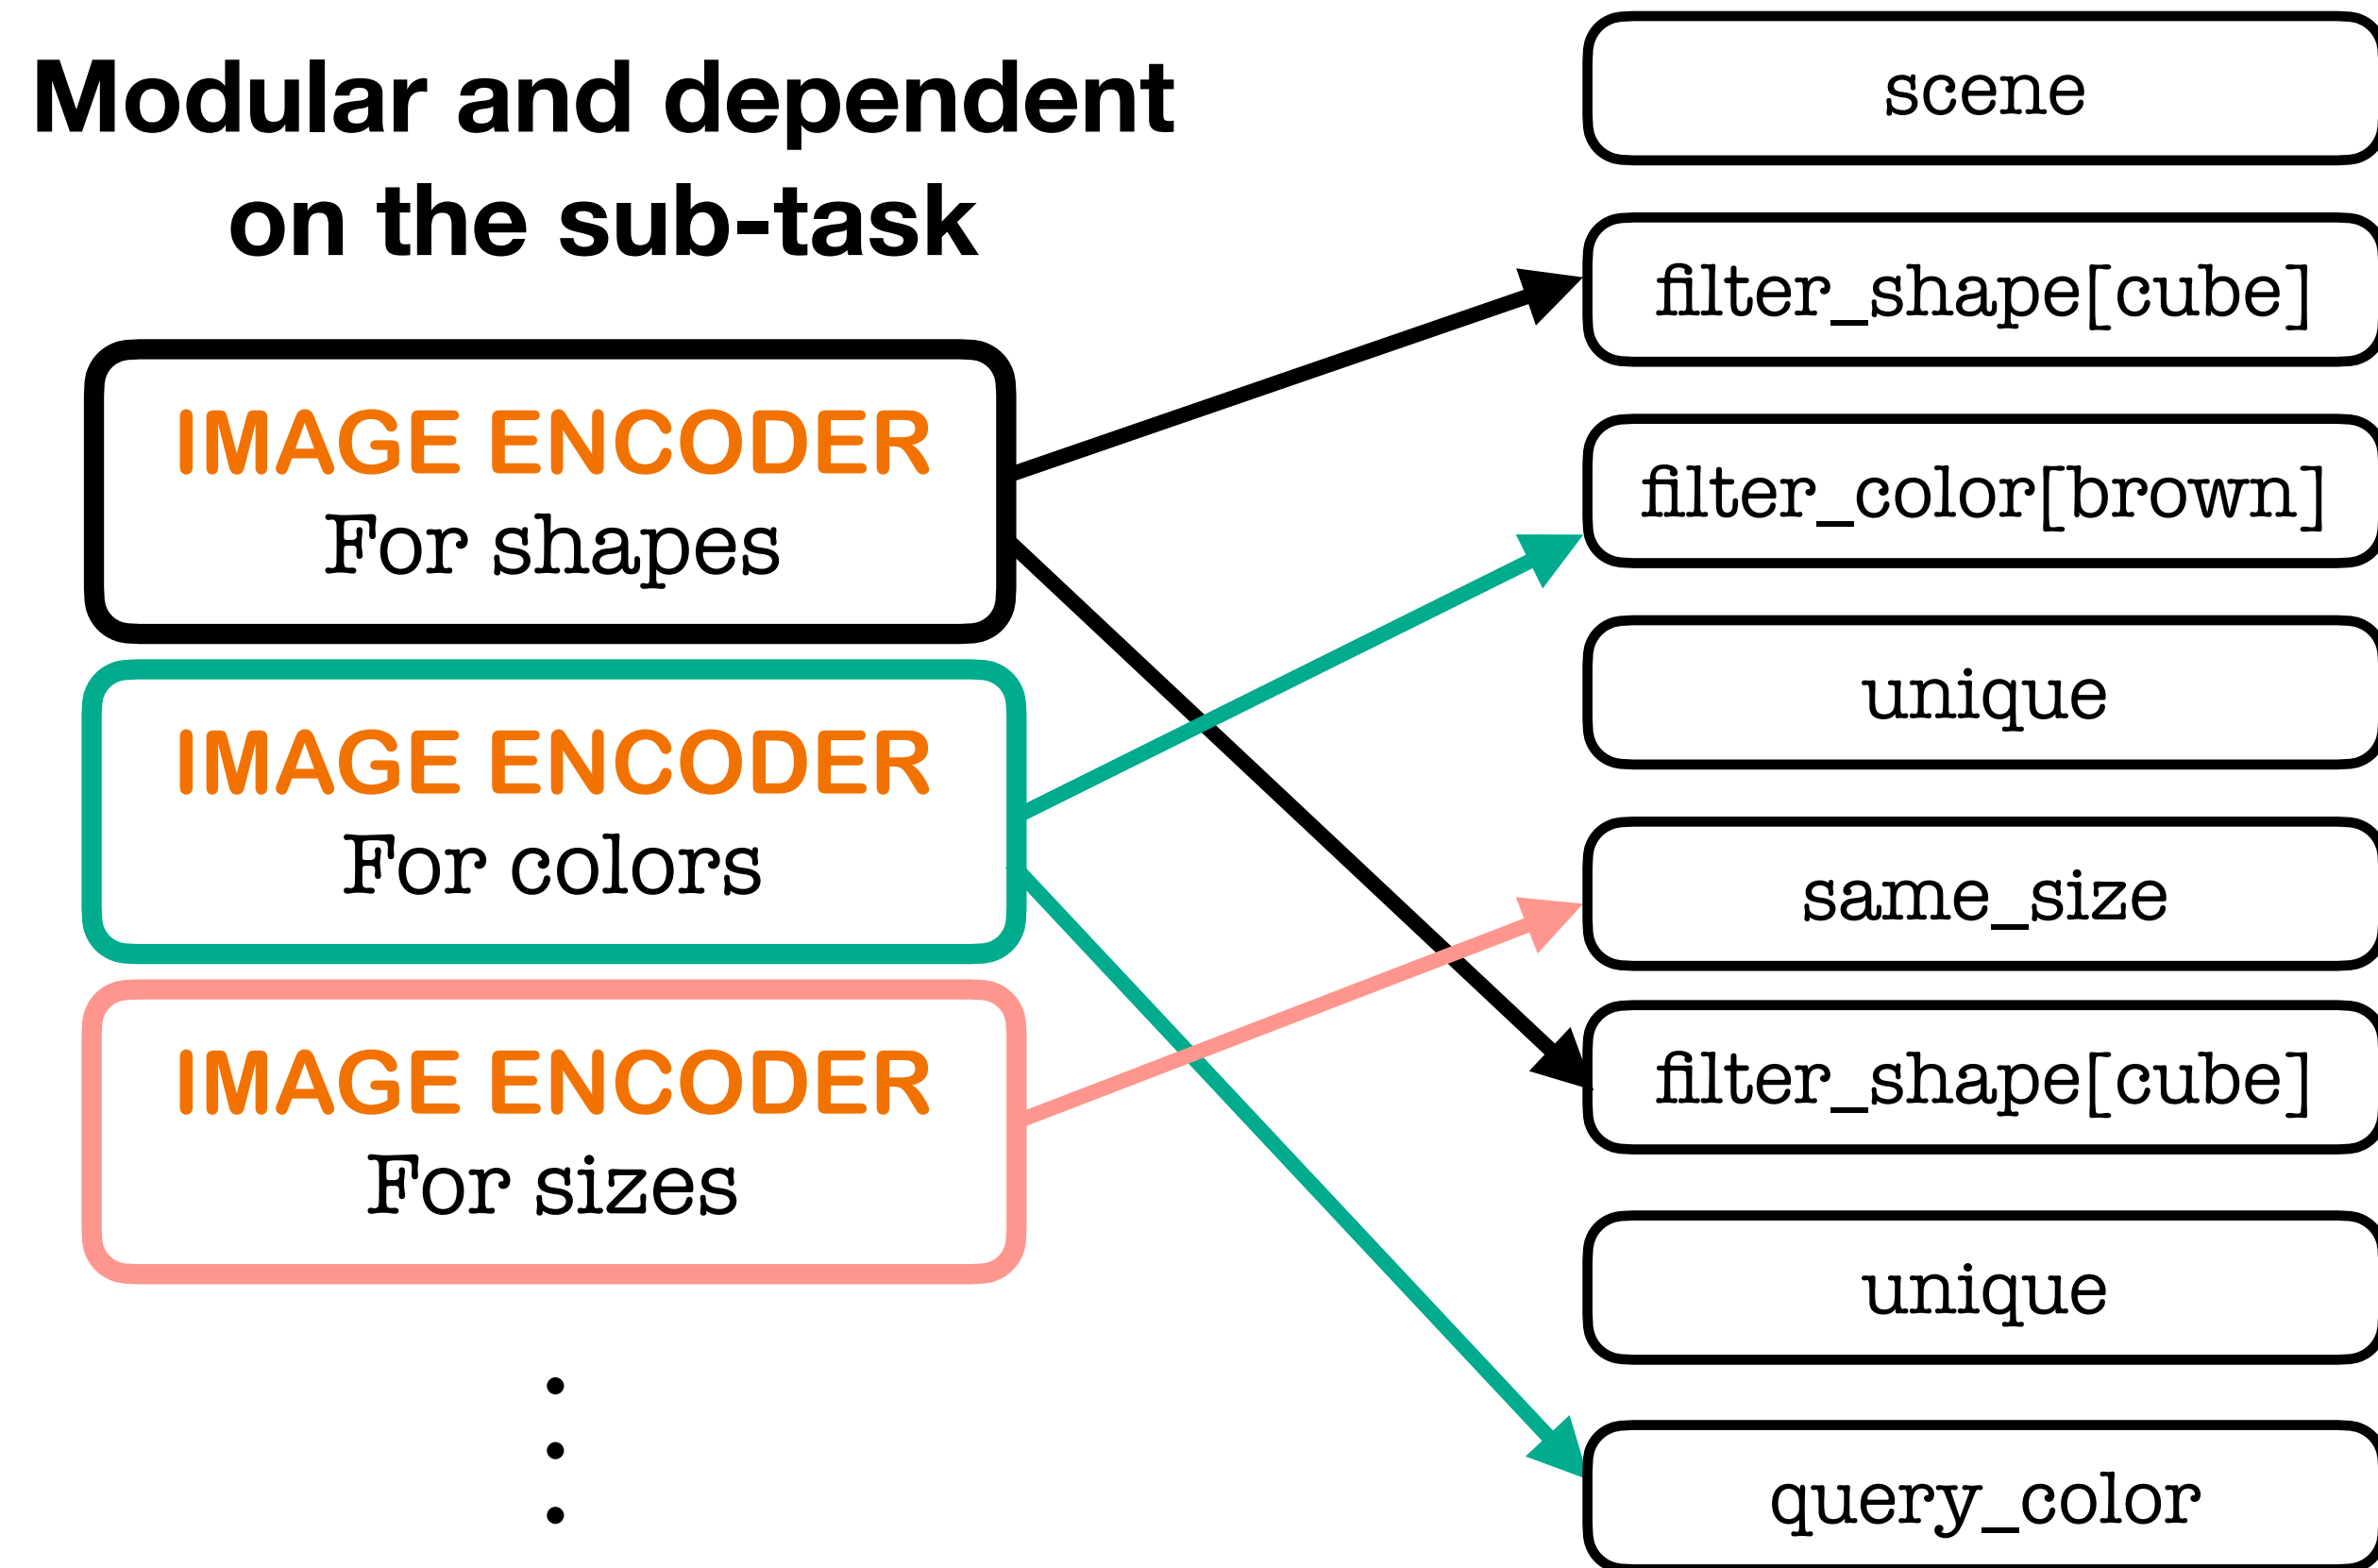 Modular and dependent
on the sub-task
IMAGE ENCODER
For shapes
IMAGE ENCODER
For colors
IMAGE ENCODER
For sizes
scene
filter_shape[cube]
filter_color[brown]
unique
same_size
filter_shape[cube]
unique
query_color